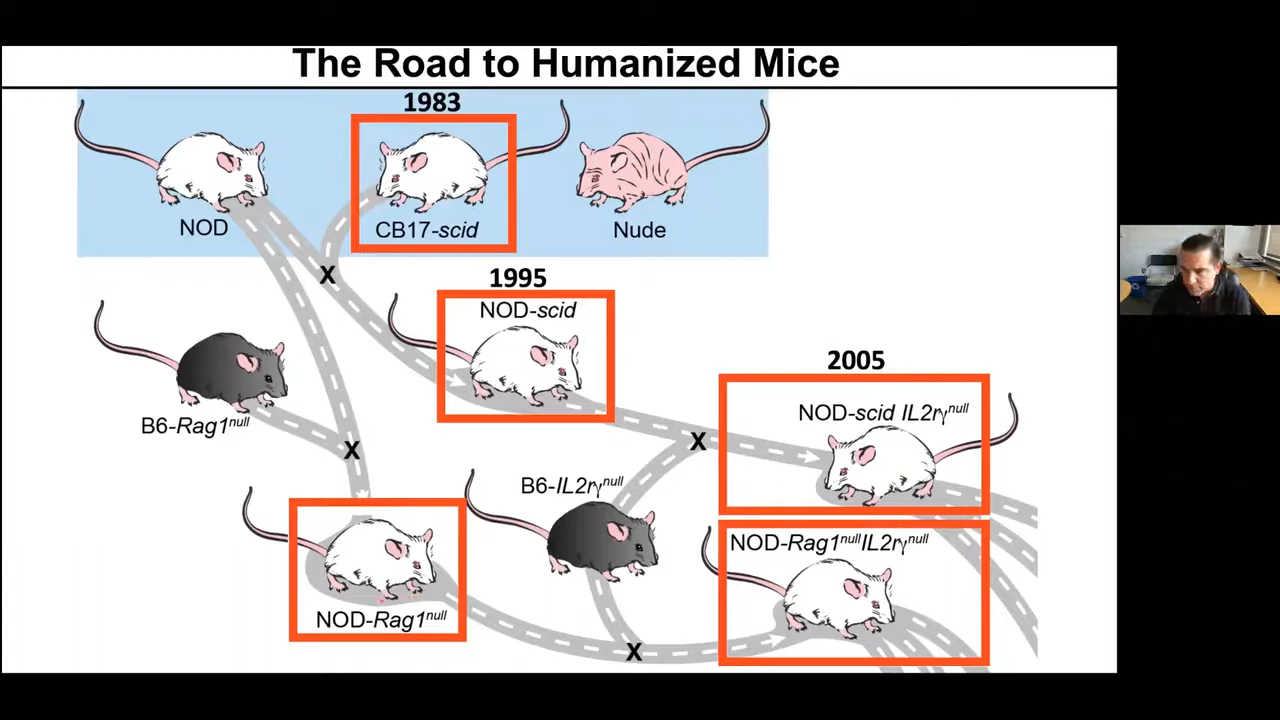 The Road to Humanized Mice
1983
NOD
CB17-scid
Nude
X
1995
NOD-scid
2005
B6-Rag1null
X
X
NOD-scid IL2rγnull
B6-IL2rγnull
NOD-Rag1nullIL2rγnull
NOD-Rag1null
X